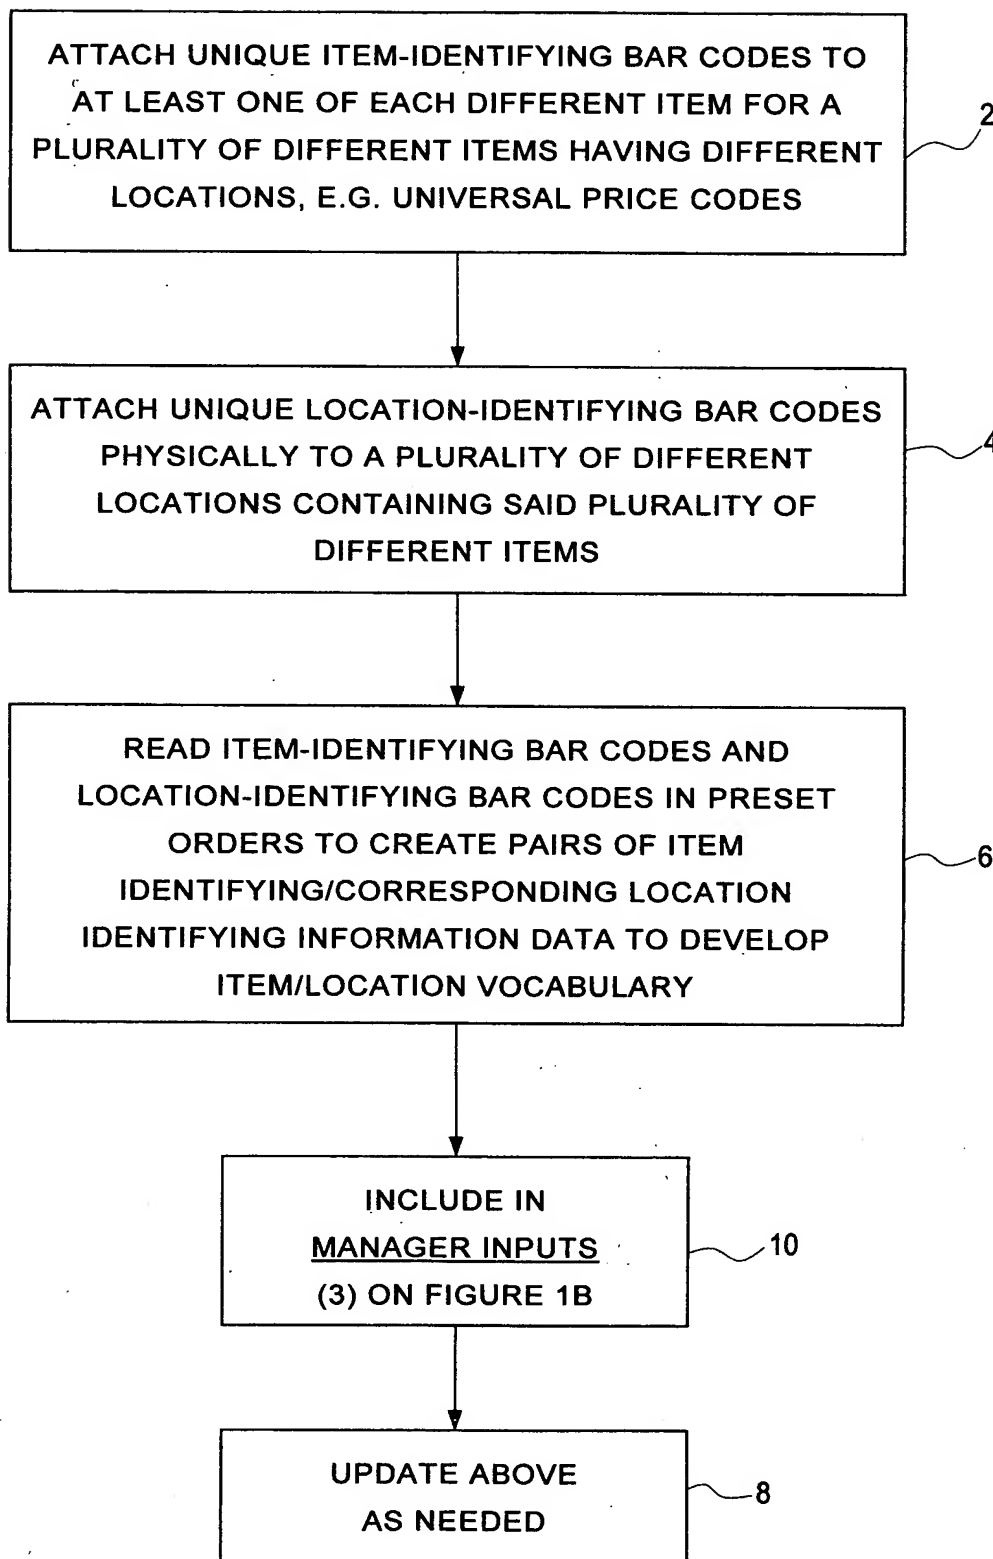 ATTACH UNIQUE ITEM-IDENTIFYING BAR CODES TO
AT LEAST ONE OF EACH DIFFERENT ITEM FOR A
PLURALITY OF DIFFERENT ITEMS HAVING DIFFERENT
LOCATIONS, E.G. UNIVERSAL PRICE CODES
2
ATTACH UNIQUE LOCATION-IDENTIFYING BAR CODES
PHYSICALLY TO A PLURALITY OF DIFFERENT
LOCATIONS CONTAINING SAID PLURALITY OF
DIFFERENT ITEMS
4
READ ITEM-IDENTIFYING BAR CODES AND
LOCATION-IDENTIFYING BAR CODES IN PRESET
ORDERS TO CREATE PAIRS OF ITEM
IDENTIFYING/CORRESPONDING LOCATION
IDENTIFYING INFORMATION DATA TO DEVELOP
ITEM/LOCATION VOCABULARY
6
INCLUDE IN
MANAGER INPUTS
(3) ON FIGURE 1B
10
UPDATE ABOVE
AS NEEDED
8